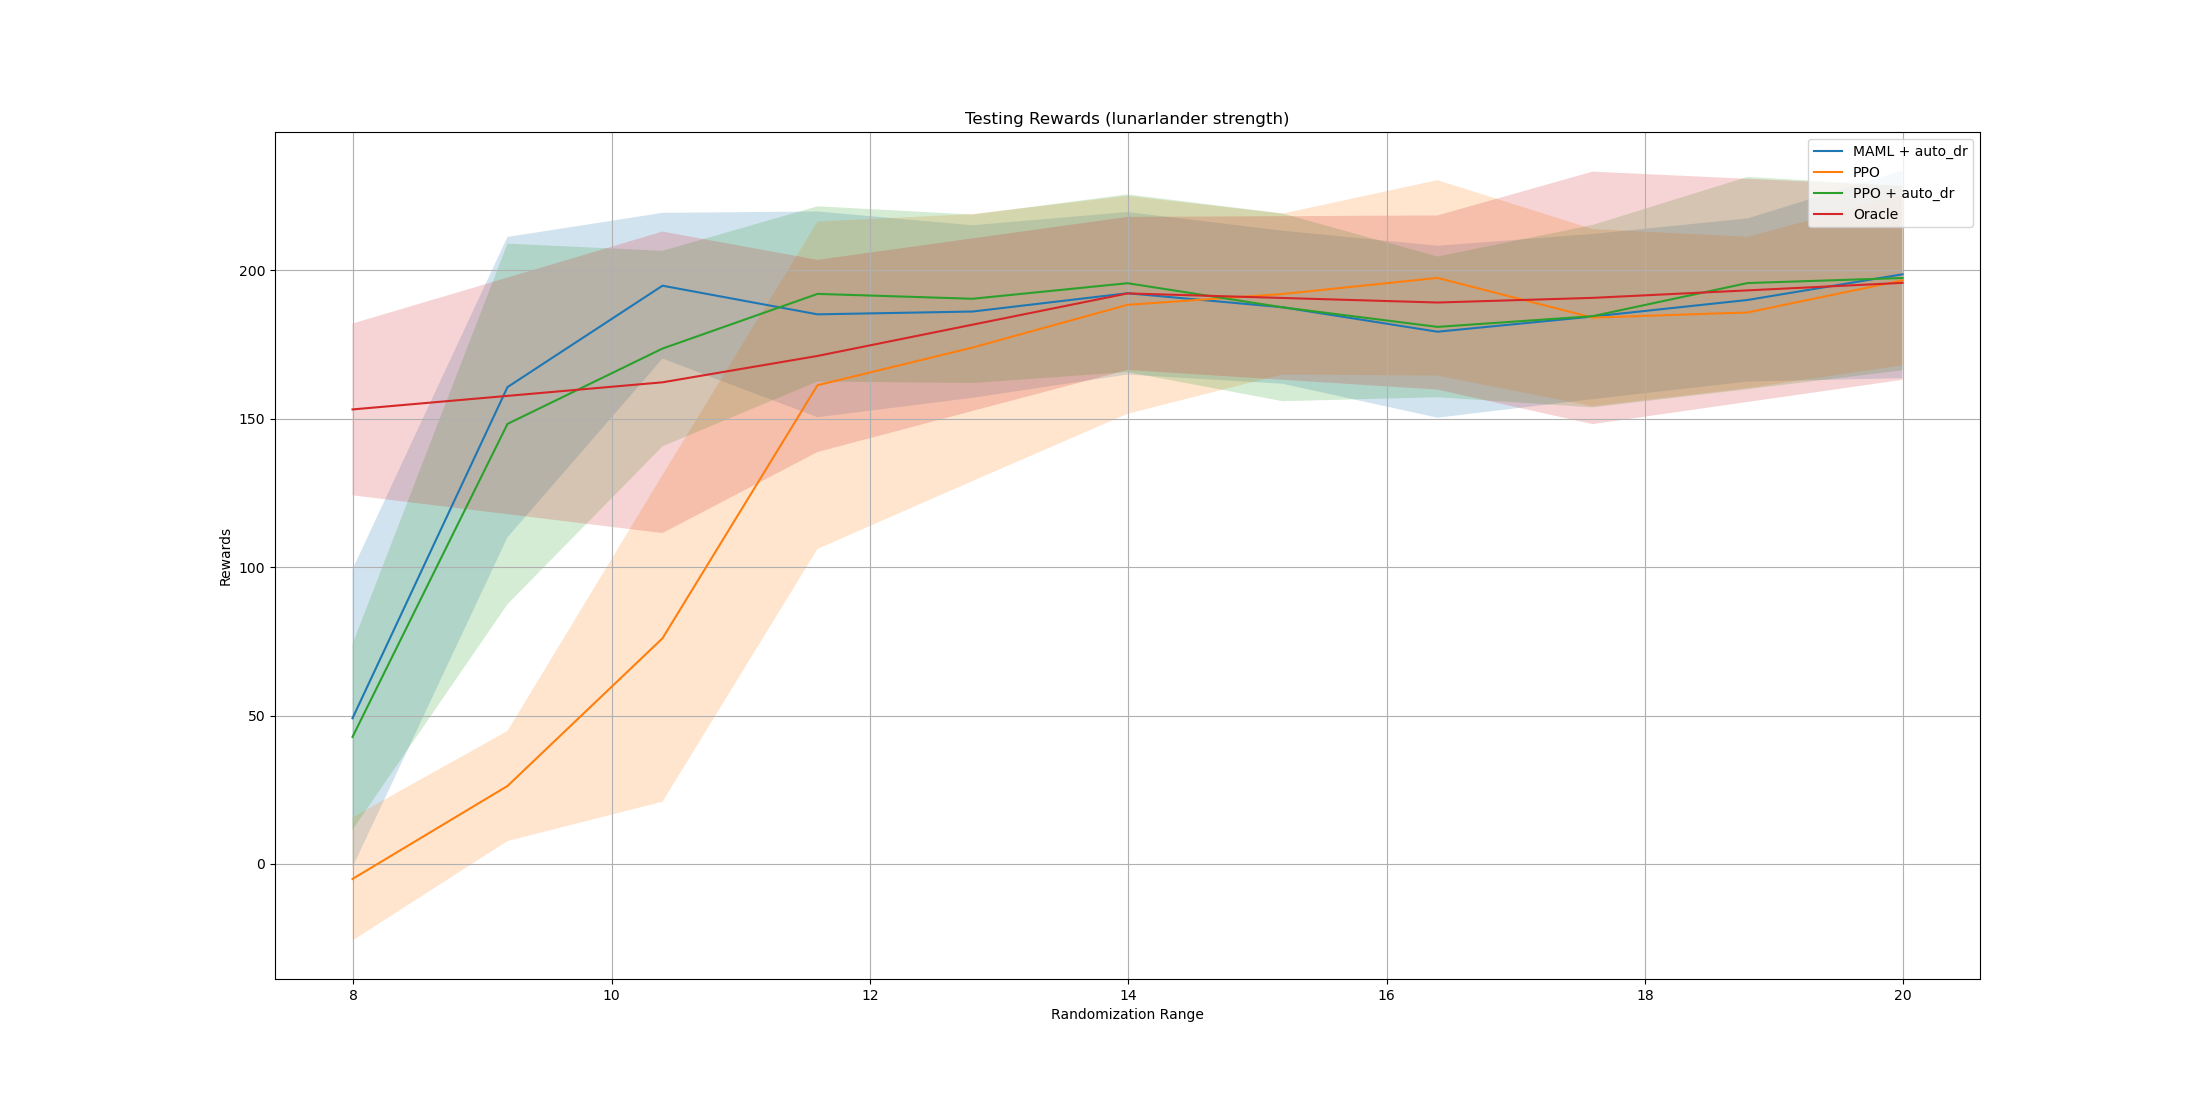 Testing Rewards (lunarlander strength)
MAML + auto_dr
PPO
PPO + auto_dr
Oracle
200
150
100
50
0
Rewards
8 10 12 14 16 18 20
Randomization Range